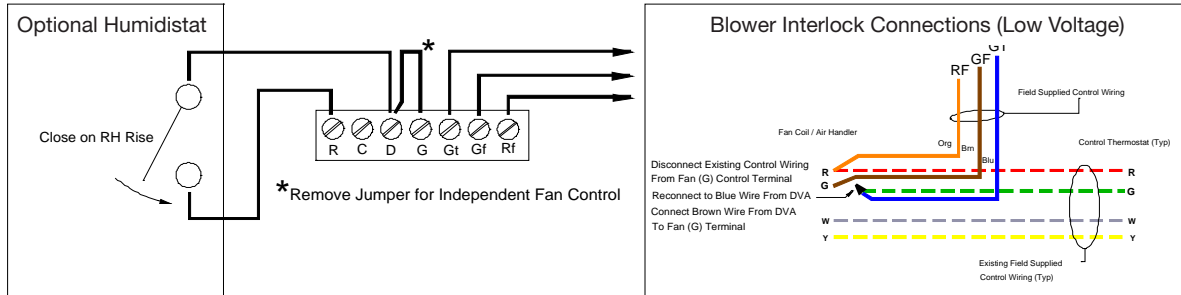 Optional Humidistat
Close on RH Rise
*
R C D G Gt Gf Rf
*Remove Jumper for Independent Fan Control
Blower Interlock Connections (Low Voltage)
RF GF GT
Field Supplied Control Wiring
Fan Coil / Air Handler
Org Brn Blu
Control Thermostat (Typ)
Disconnect Existing Control Wiring
From Fan (G) Control Terminal
Reconnect to Blue Wire From DVA
Connect Brown Wire From DVA
To Fan (G) Terminal
R R
G G
W W
Y Y
Existing Field Supplied
Control Wiring (Typ)